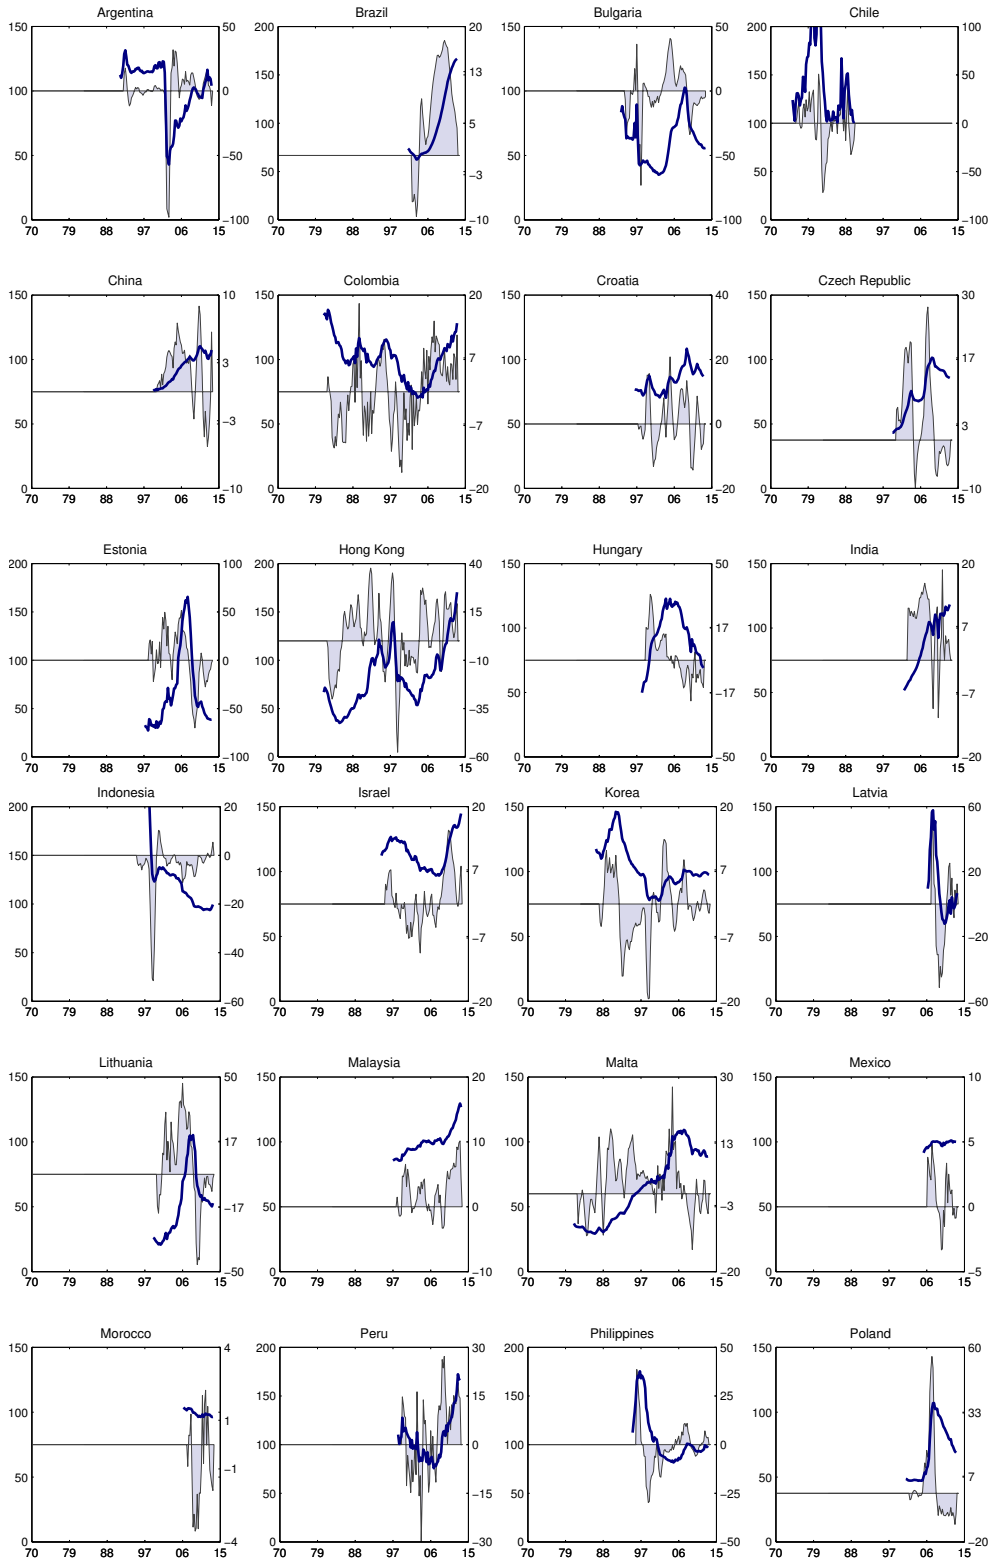 Argentina Brazil Bulgaria Chile
150 50 200 20 150 50 200 100
150 13 150 50
100 0 100 0
100 5 100 0
50 −50 50 −3 50 −50 50 −50
0 −100 0 −10 0 −100 0 −100
70 79 88 97 06 15 70 79 88 97 06 15 70 79 88 97 06 15 70 79 88 97 06 15
China Colombia Croatia Czech Republic
150 10 150 20 150 40 150 30
100 3 100 7 100 20 100 17
50 −3 50 −7 50 0 50 3
0 −10 0 −20 0 −20 0 −10
70 79 88 97 06 15 70 79 88 97 06 15 70 79 88 97 06 15 70 79 88 97 06 15
Estonia Hong Kong Hungary India
200 100 200 40 150 50 150 20
150 50 150 15 100 17 100 7
100 0 100 −10
50 −50 50 −35 50 −17 50 −7
0 −100 0 −60 0 −50 0 −20
70 79 88 97 06 15 70 79 88 97 06 15 70 79 88 97 06 15 70 79 88 97 06 15
Indonesia Israel Korea Latvia
200 20 150 20 150 20 150 60
150 0 100 7 100 7 100 20
100 −20
50 −40 50 −7 50 −7 50 −20
0 −60 0 −20 0 −20 0 −60
70 79 88 97 06 15 70 79 88 97 06 15 70 79 88 97 06 15 70 79 88 97 06 15
Lithuania Malaysia Malta Mexico
150 50 150 20 150 30 150 10
100 17 100 10 100 13 100 5
50 −17 50 0 50 −3 50 0
0 −50 0 −10 0 −20 0 −5
70 79 88 97 06 15 70 79 88 97 06 15 70 79 88 97 06 15 70 79 88 97 06 15
Morocco Peru Philippines Poland
150 4 200 30 200 50 150 60
100 1 150 15 150 25 100 33
100 0 100 0
50 −1 50 −15 50 −25 50 7
0 −4 0 −30 0 −50 0 −20
70 79 88 97 06 15 70 79 88 97 06 15 70 79 88 97 06 15 70 79 88 97 06 15